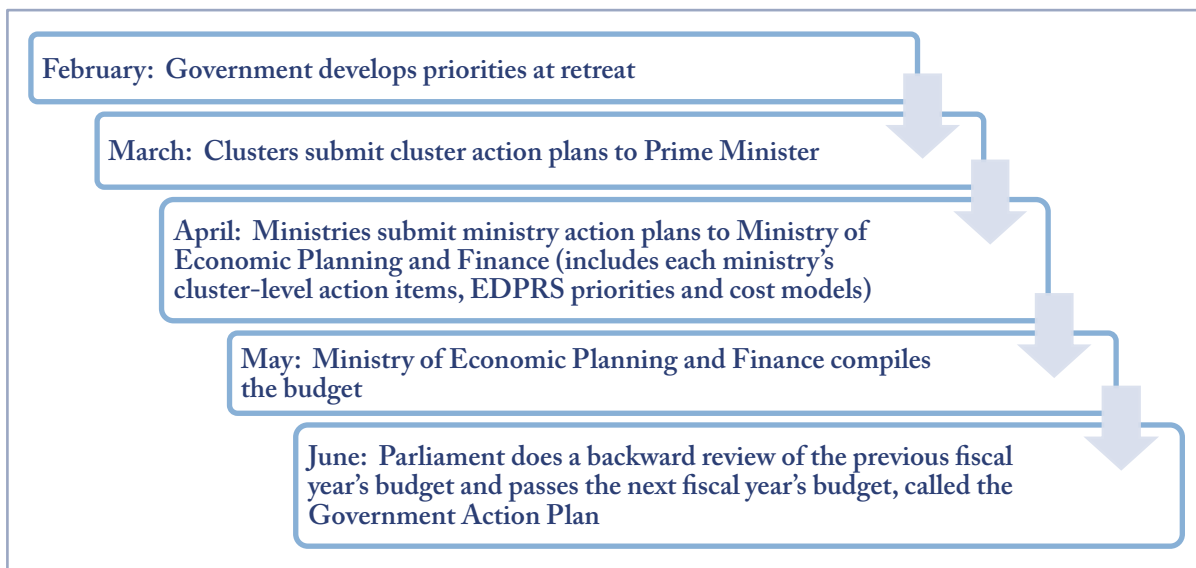 February: Government develops priorities at retreat
March: Clusters submit cluster action plans to Prime Minister
April: Ministries submit ministry action plans to Ministry of
Economic Planning and Finance (includes each ministry's
cluster-level action items, EDPRS priorities and cost models)
May: Ministry of Economic Planning and Finance compiles
the budget
June: Parliament does a backward review of the previous fiscal
year's budget and passes the next fiscal year's budget, called the
Government Action Plan